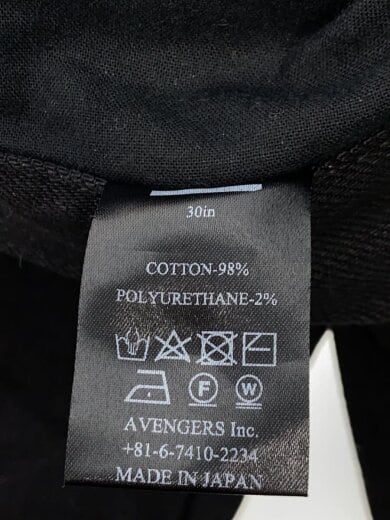 30in
COTTON-98%
POLYURETHANE-2%
F W
AVENGERS Inc.
+81-6-7410-2234
MADE IN JAPAN